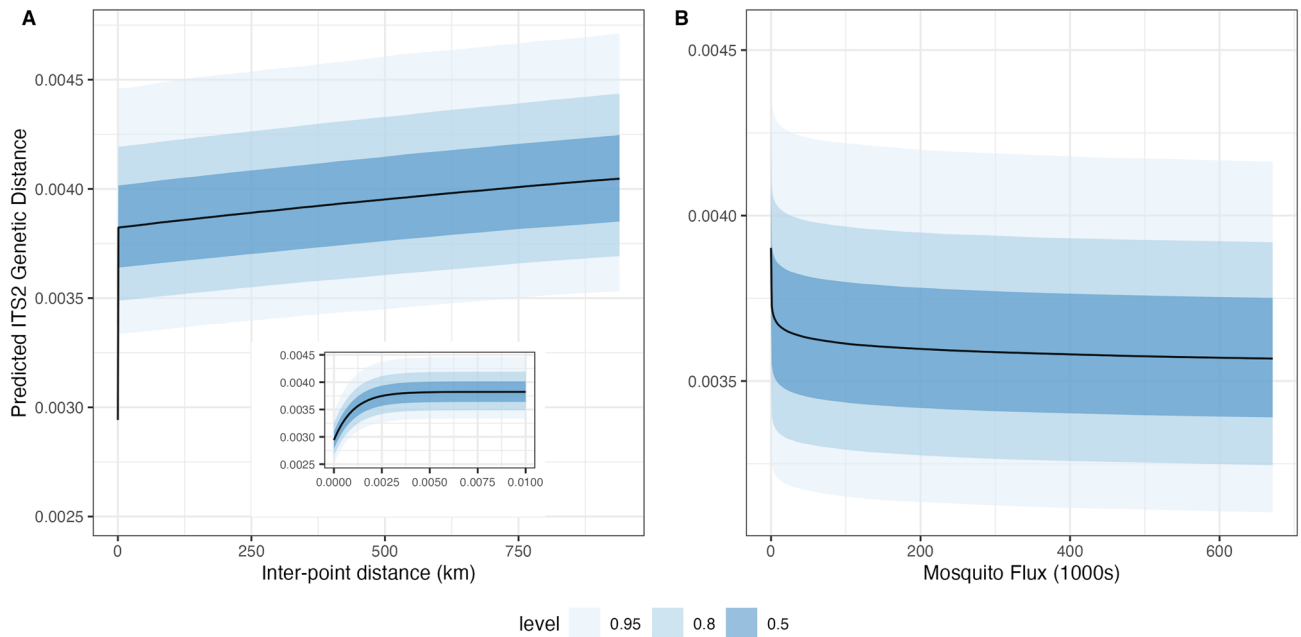 A
B
Predicted ITS2 Genetic Distance
0.0045
0.0040
0.0035
0.0030
0.0025
0.0045
0.0040
0.0035
0.0030
0.0025
0.0000 0.0025 0.0050 0.0075 0.0100
0 250 500 750
Inter-point distance (km)
0.0045
0.0040
0.0035
0 200 400 600
Mosquito Flux (1000s)
level 0.95 0.8 0.5